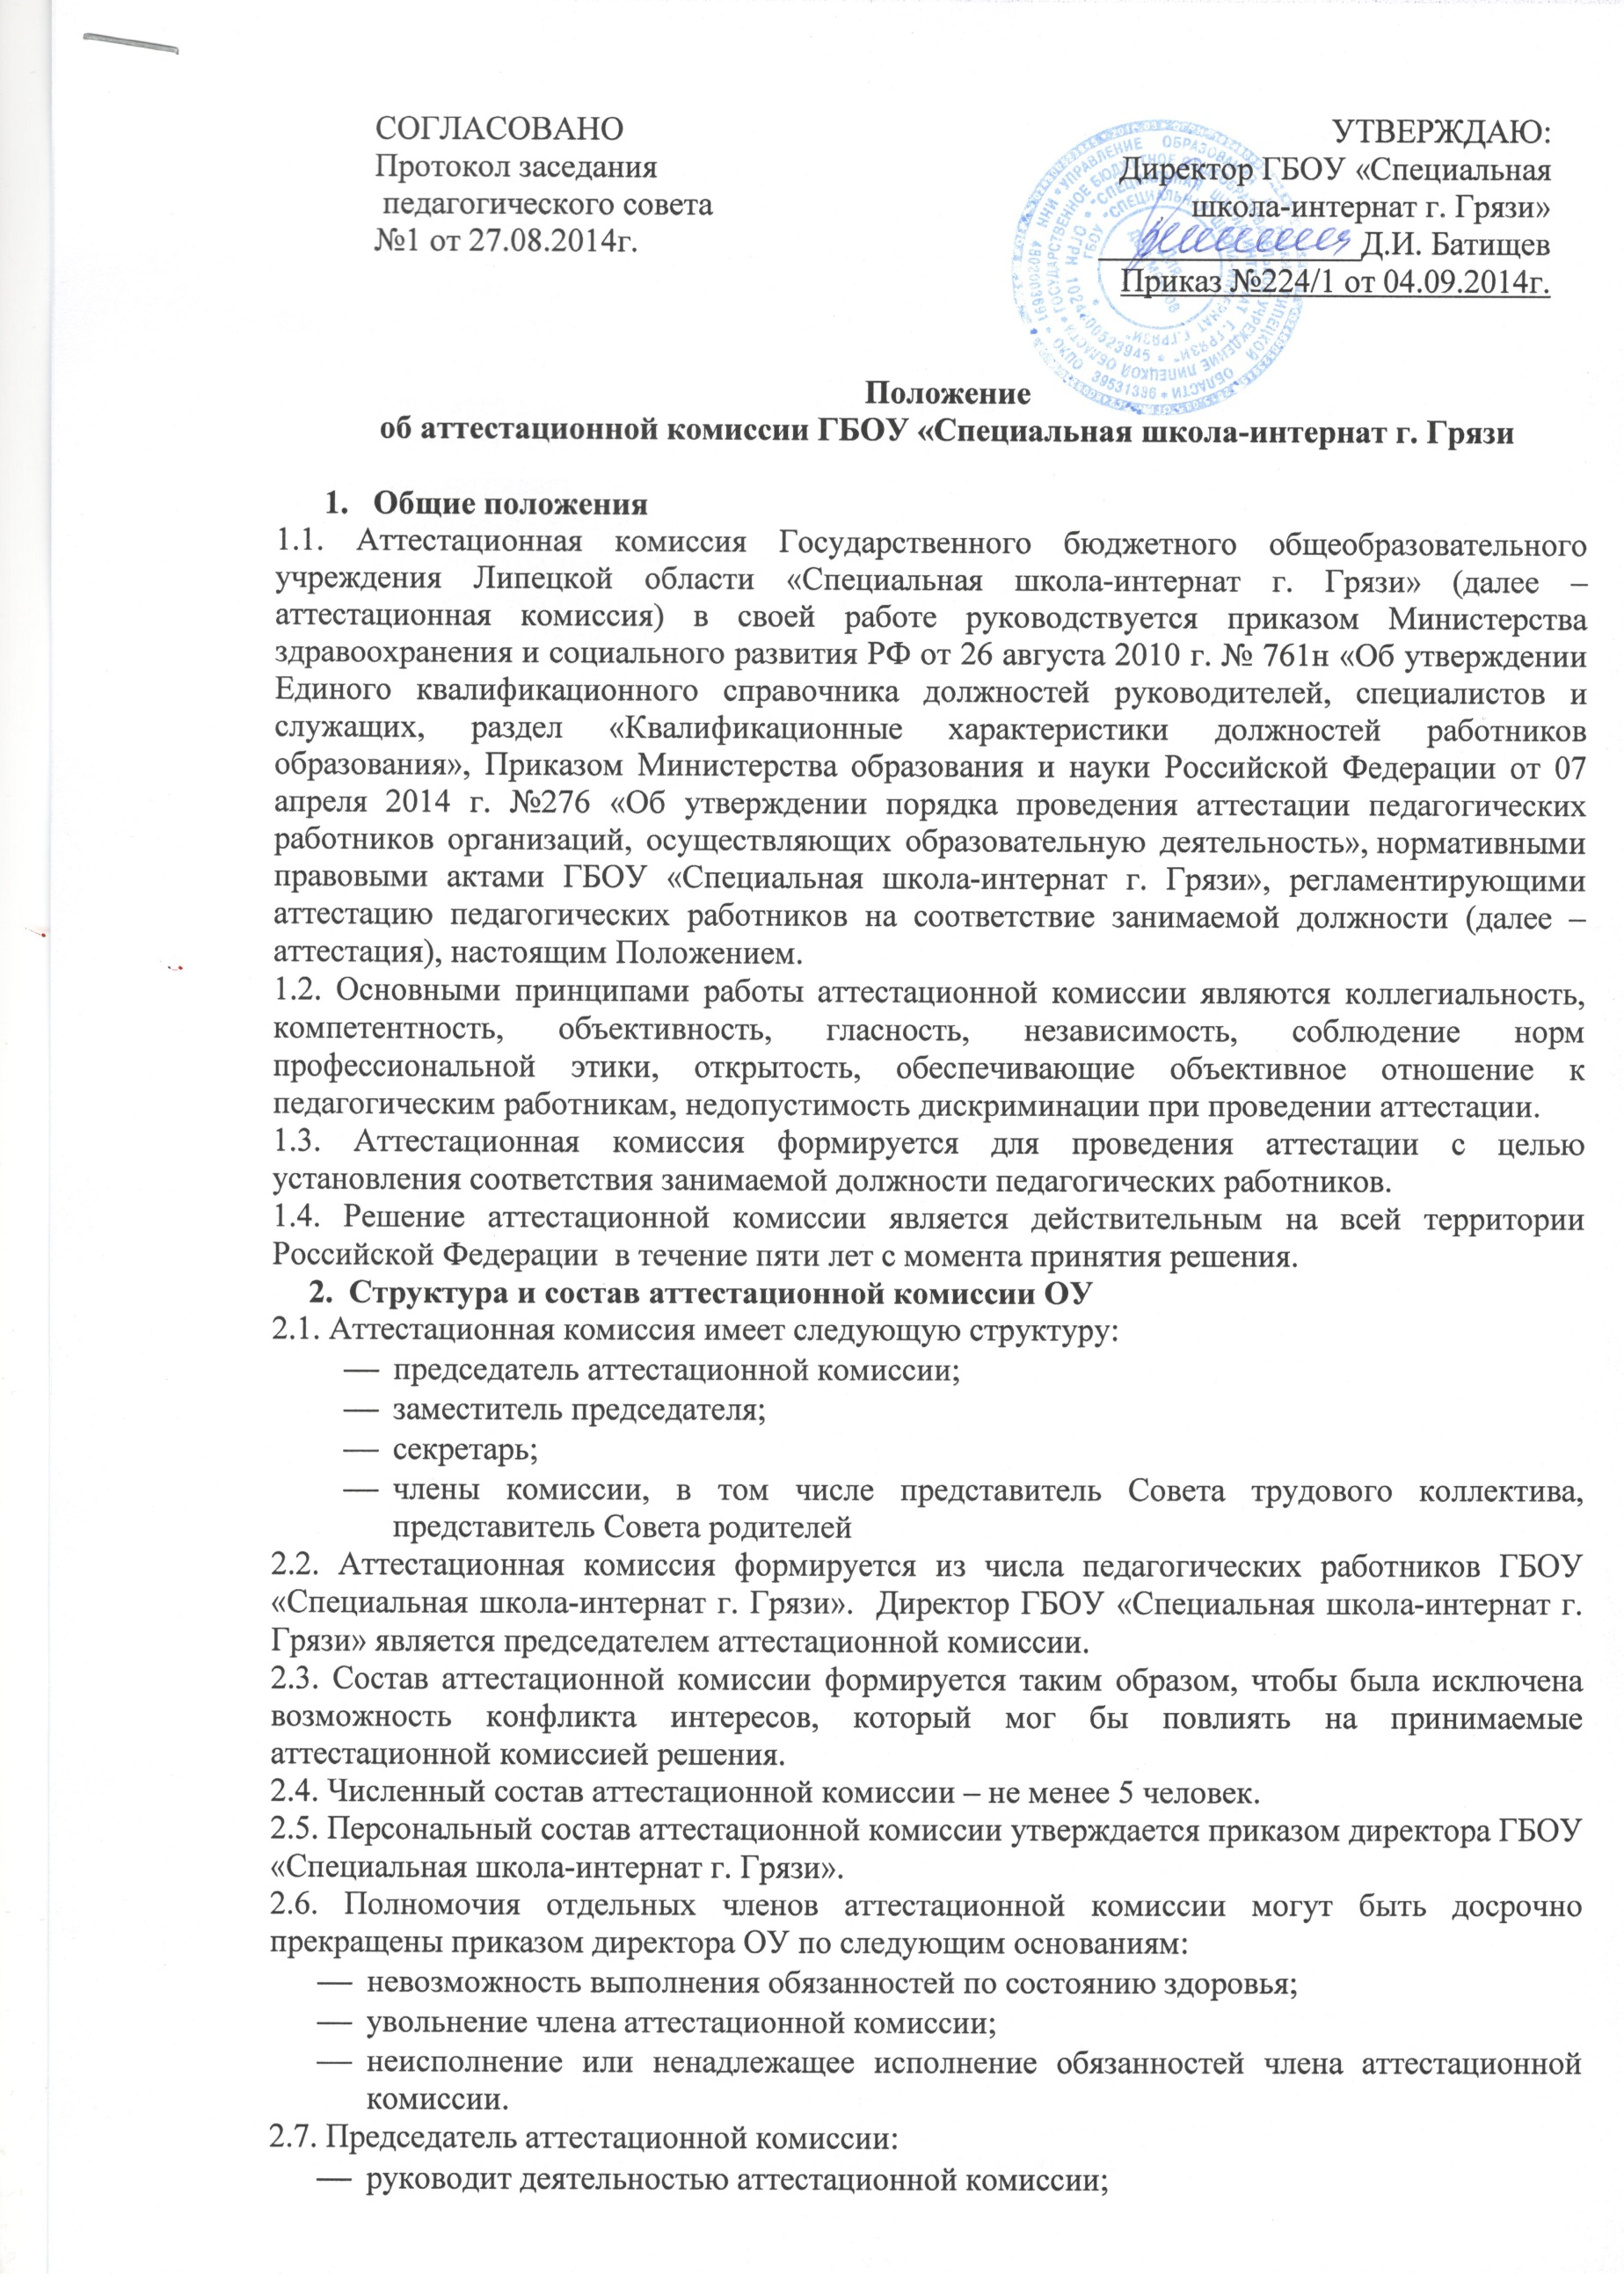 СОГЛАСОВАНО
Протокол заседания
педагогического совета
№1 от 27.08.2014г.
УТВЕРЖДАЮ:
Директор ГБОУ «Специальная
школа-интернат г. Грязи»
Д.И. Батищев
Приказ №224/1 от 04.09.2014г.
Положение
об аттестационной комиссии ГБОУ «Специальная школа-интернат г. Грязи
1. Общие положения
1.1. Аттестационная комиссия Государственного бюджетного общеобразовательного
учреждения Липецкой области «Специальная школа-интернат г. Грязи» (далее –
аттестационная комиссия) в своей работе руководствуется приказом Министерства
здравоохранения и социального развития РФ от 26 августа 2010 г. № 761н «Об утверждении
Единого квалификационного справочника должностей руководителей, специалистов и
служащих, раздел «Квалификационные характеристики должностей работников
образования», Приказом Министерства образования и науки Российской Федерации от 07
апреля 2014 г. №276 «Об утверждении порядка проведения аттестации педагогических
работников организаций, осуществляющих образовательную деятельность», нормативными
правовыми актами ГБОУ «Специальная школа-интернат г. Грязи», регламентирующими
аттестацию педагогических работников на соответствие занимаемой должности (далее –
аттестация), настоящим Положением.
1.2. Основными принципами работы аттестационной комиссии являются коллегиальность,
компетентность, объективность, гласность, независимость, соблюдение норм
профессиональной этики, открытость, обеспечивающие объективное отношение к
педагогическим работникам, недопустимость дискриминации при проведении аттестации.
1.3. Аттестационная комиссия формируется для проведения аттестации с целью
установления соответствия занимаемой должности педагогических работников.
1.4. Решение аттестационной комиссии является действительным на всей территории
Российской Федерации в течение пяти лет с момента принятия решения.
2. Структура и состав аттестационной комиссии ОУ
2.1. Аттестационная комиссия имеет следующую структуру:
— председатель аттестационной комиссии;
— заместитель председателя;
— секретарь;
— члены комиссии, в том числе представитель Совета трудового коллектива,
представитель Совета родителей
2.2. Аттестационная комиссия формируется из числа педагогических работников ГБОУ
«Специальная школа-интернат г. Грязи». Директор ГБОУ «Специальная школа-интернат г.
Грязи» является председателем аттестационной комиссии.
2.3. Состав аттестационной комиссии формируется таким образом, чтобы была исключена
возможность конфликта интересов, который мог бы повлиять на принимаемые
аттестационной комиссией решения.
2.4. Численный состав аттестационной комиссии – не менее 5 человек.
2.5. Персональный состав аттестационной комиссии утверждается приказом директора ГБОУ
«Специальная школа-интернат г. Грязи».
2.6. Полномочия отдельных членов аттестационной комиссии могут быть досрочно
прекращены приказом директора ОУ по следующим основаниям:
— невозможность выполнения обязанностей по состоянию здоровья;
— увольнение члена аттестационной комиссии;
— неисполнение или ненадлежащее исполнение обязанностей члена аттестационной
комиссии.
2.7. Председатель аттестационной комиссии:
— руководит деятельностью аттестационной комиссии;